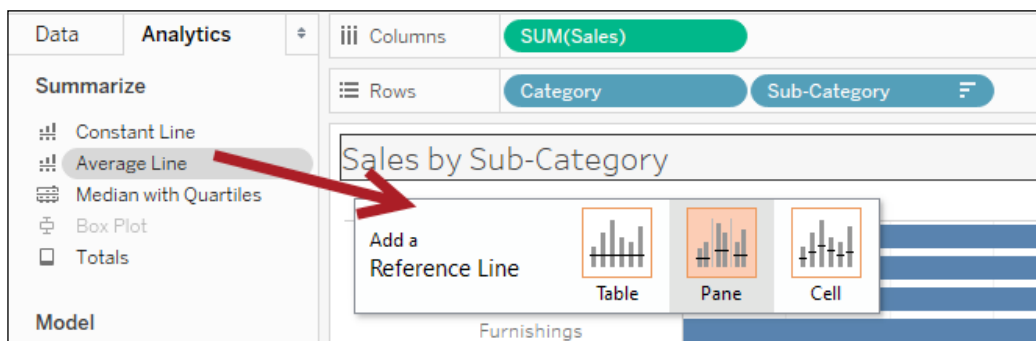 Data Analytics
Columns SUM(Sales)
Summarize
Rows Category Sub-Category
Constant Line
Average Line
Median with Quartiles
Box Plot
Totals
Model
Sales by Sub-Category
Add a
Reference Line
Table Pane Cell
Furnishings